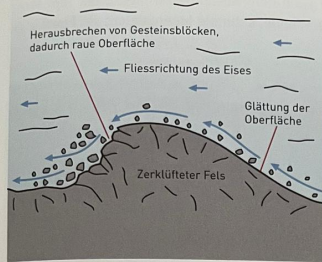 Herausbrechen von Gesteinsblöcken,
dadurch raue Oberfläche
Fliessrichtung des Eises
Glättung der
Oberfläche
Zerklüfteter Fels